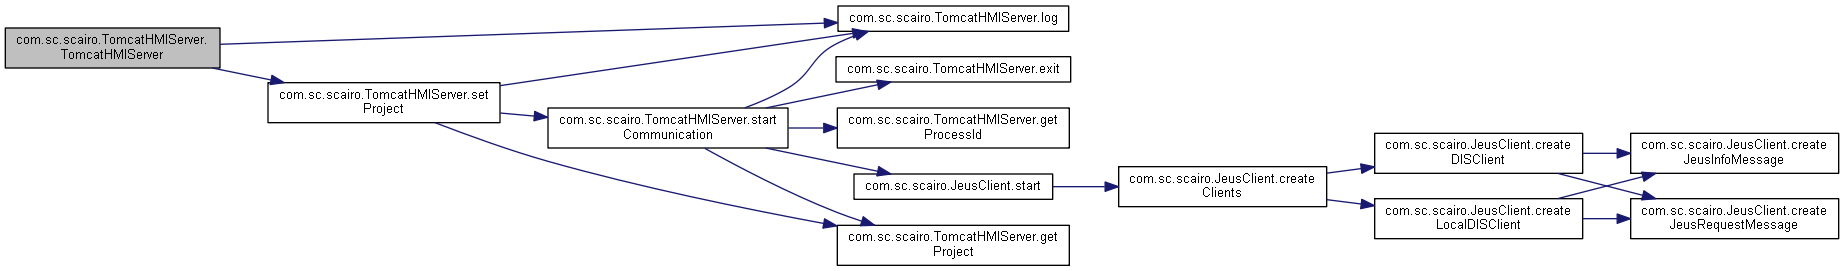 com.sc.scairo.TomcatHMIServer.
TomcatHMIServer
com.sc.scairo.TomcatHMIServer.set
Project
com.sc.scairo.TomcatHMIServer.start
Communication
com.sc.scairo.TomcatHMIServer.log
com.sc.scairo.TomcatHMIServer.exit
com.sc.scairo.TomcatHMIServer.get
ProcessId
com.sc.scairo.JeusClient.start
com.sc.scairo.TomcatHMIServer.get
Project
com.sc.scairo.JeusClient.create
Clients
com.sc.scairo.JeusClient.create
DISClient
com.sc.scairo.JeusClient.create
LocalDISClient
com.sc.scairo.JeusClient.create
JeusInfoMessage
com.sc.scairo.JeusClient.create
JeusRequestMessage